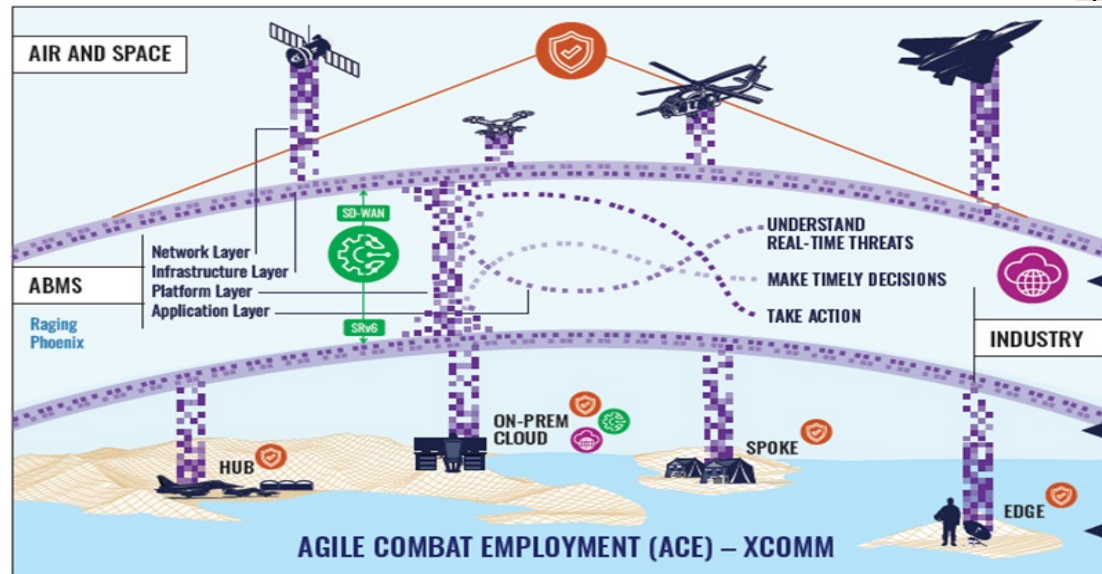 AIR AND SPACE
SD-WAN
Network Layer
Infrastructure Layer
Platform Layer
Application Layer
ABMS
Raging
Phoenix
SRv6
UNDERSTAND
REAL-TIME THREATS
MAKE TIMELY DECISIONS
TAKE ACTION
INDUSTRY
HUB
ON-PREM
CLOUD
SPOKE
EDGE
AGILE COMBAT EMPLOYMENT (ACE) – XCOMM